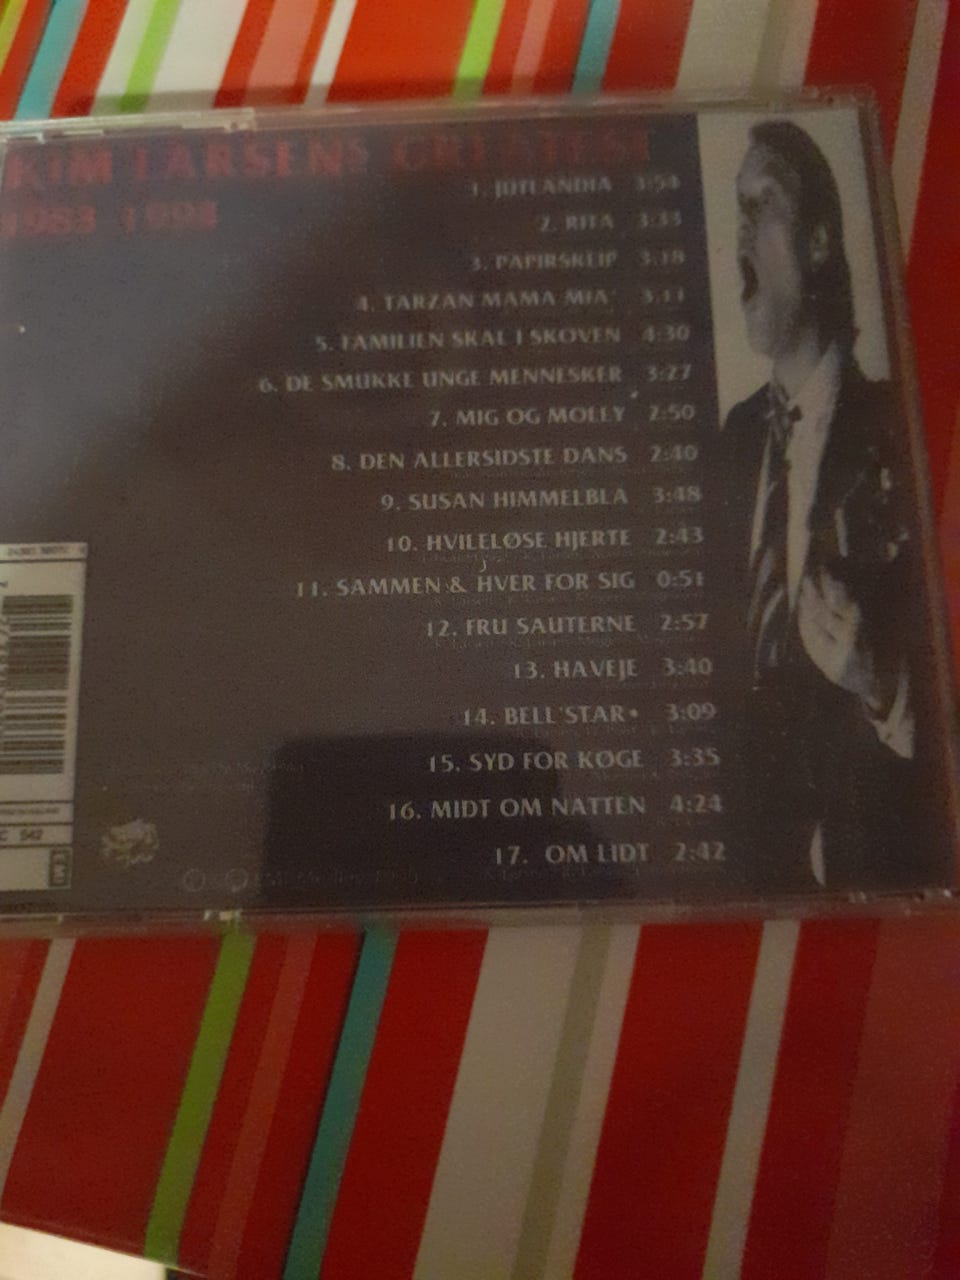 KIM LARSENS GREATEST
1983 1994
1. JUTLANDIA 3:54
2. RITA 3:33
3. PAPIRSKLIP 3:18
4. TARZAN MAMA MIA' 3:11
5. FAMILIEN SKAL I SKOVEN 4:30
6. DE SMUKKE UNGE MENNESKER 3:27
7. MIG OG MOLLY 2:50
8. DEN ALLERSIDSTE DANS 2:40
9. SUSAN HIMMELBLÅ 3:48
10. HVILELØSE HJERTE 2:43
11. SAMMEN & HVER FOR SIG 0:51
12. FRU SAUTERNE 2:57
13. HAVEJE 3:40
14. BELL*STAR* 3:09
15. SYD FOR KØGE 3:35
16. MIDT OM NATTEN 4:24
17. OM LIDT 2:42
542